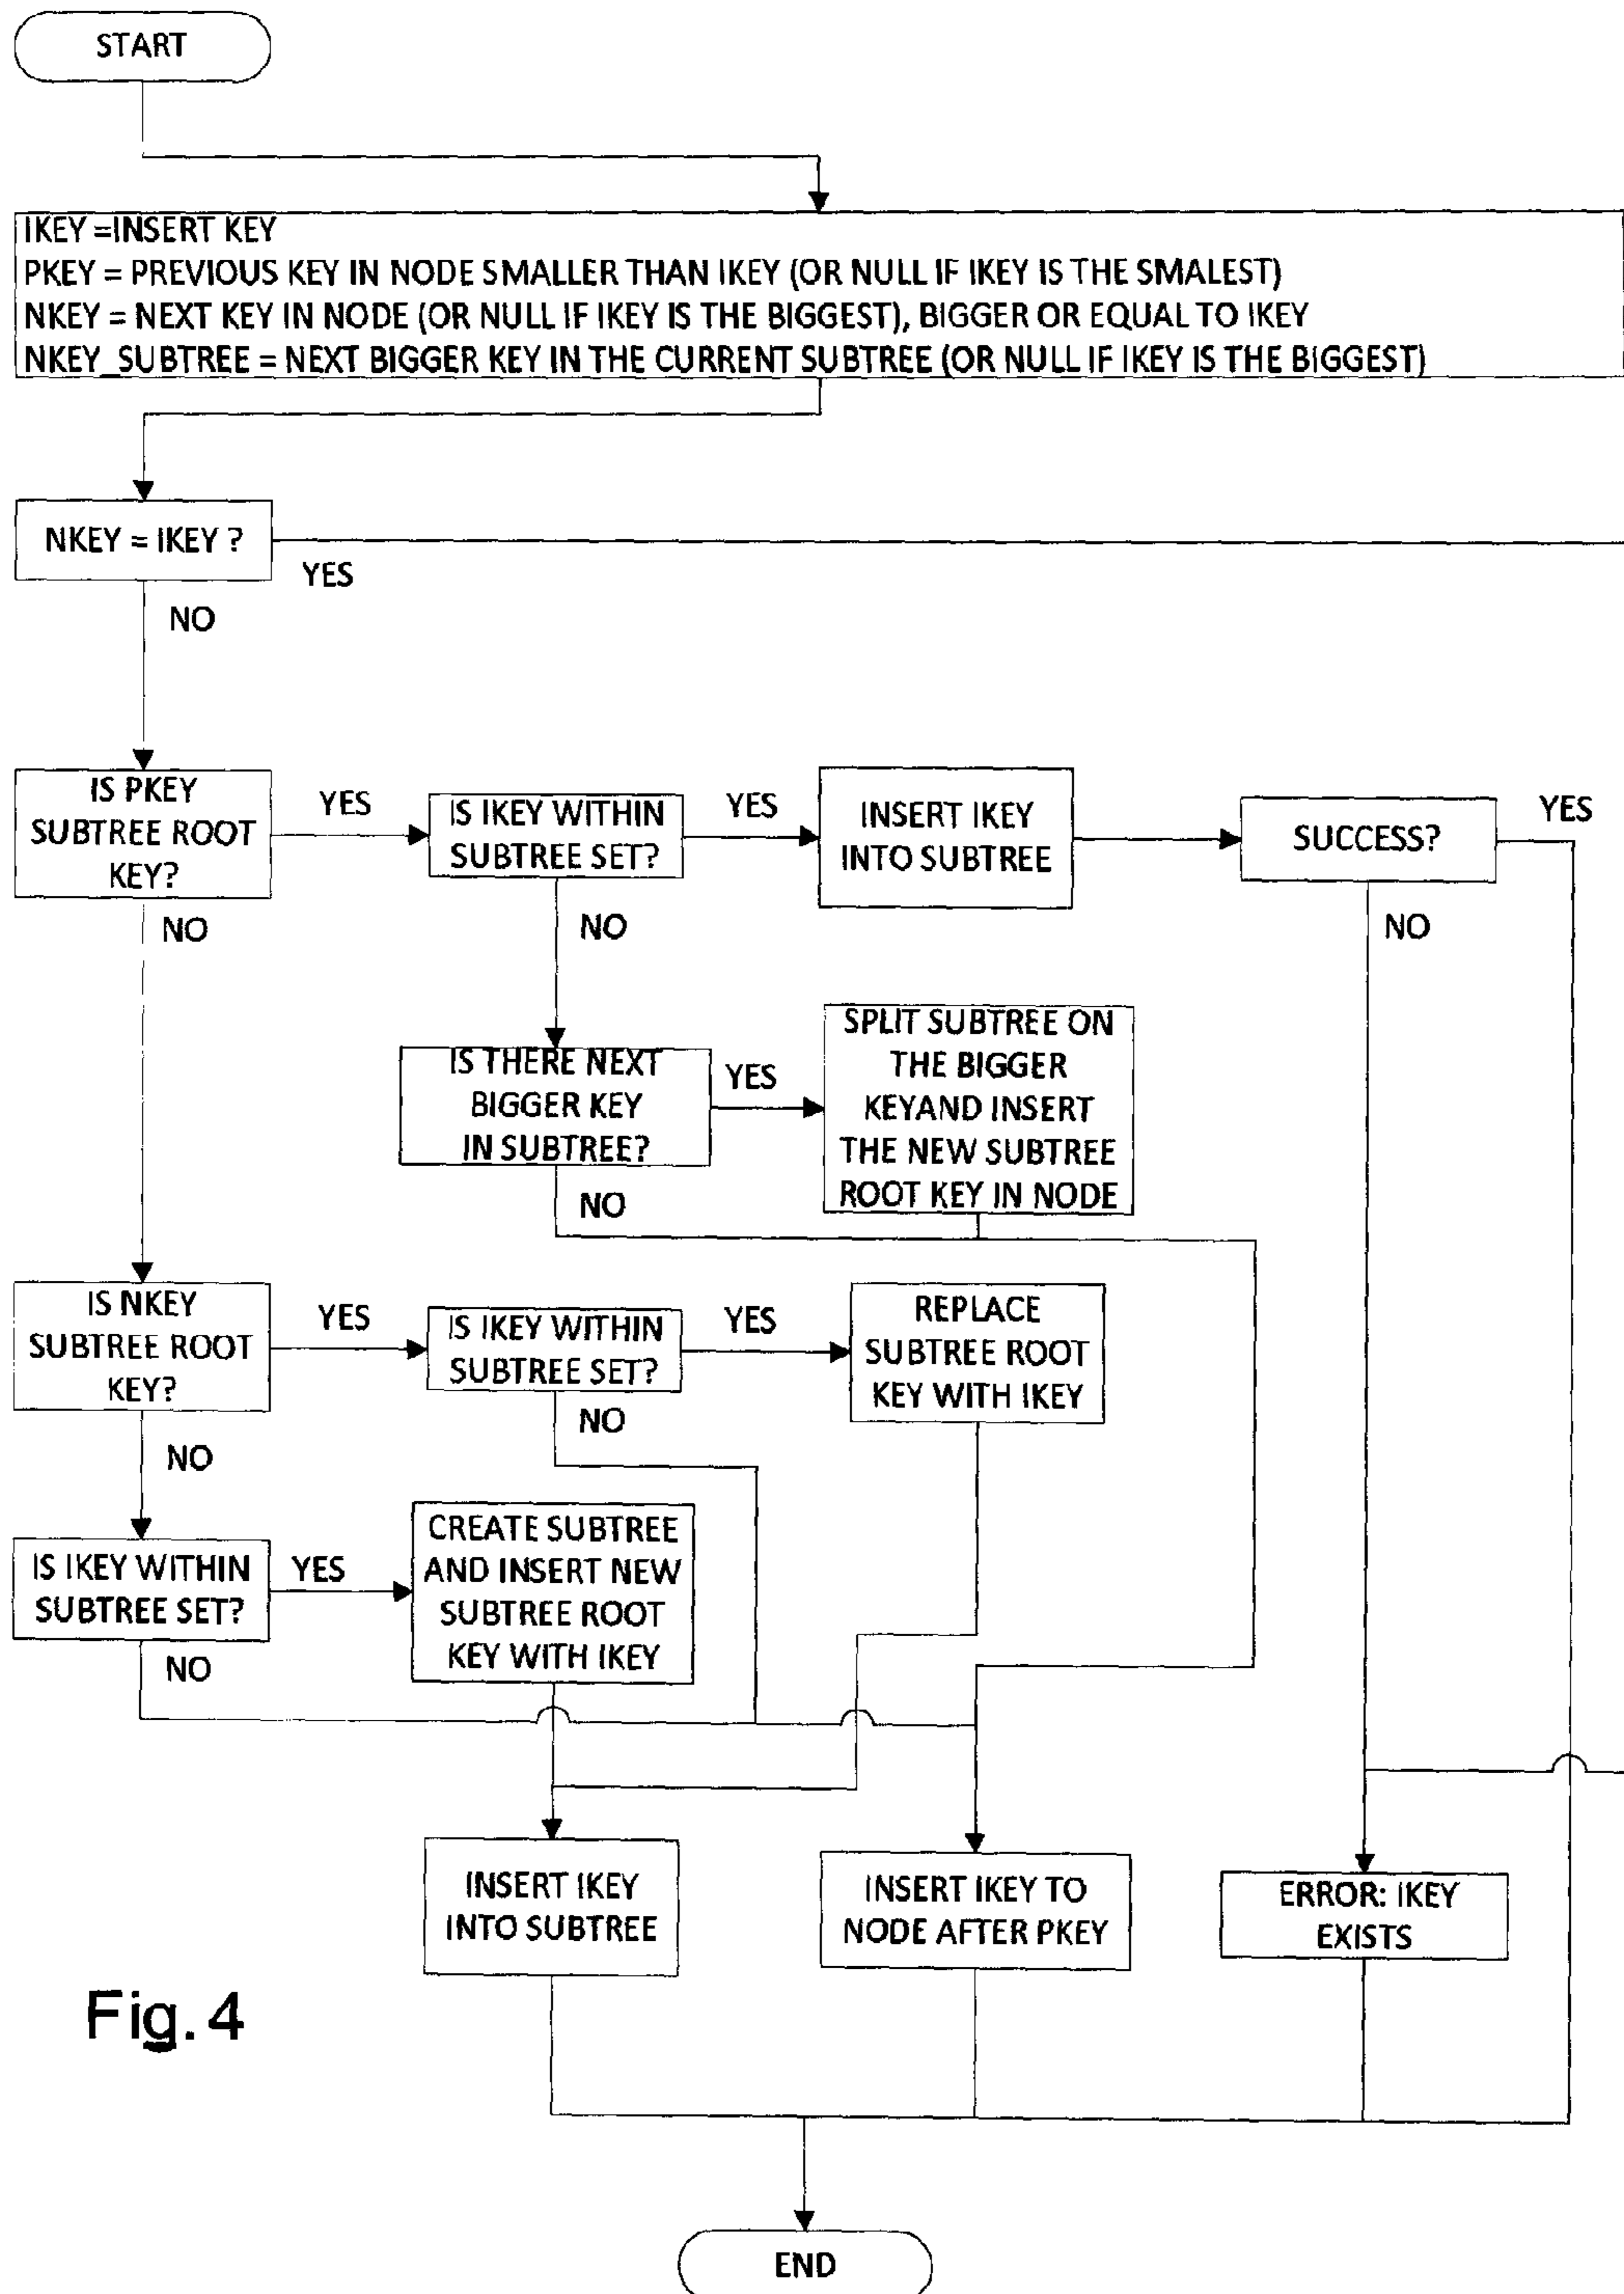 START
IKEY =INSERT KEY
PKEY = PREVIOUS KEY IN NODE SMALLER THAN IKEY (OR NULL IF IKEY IS THE SMALEST)
NKEY = NEXT KEY IN NODE (OR NULL IF IKEY IS THE BIGGEST), BIGGER OR EQUAL TO IKEY
NKEY_SUBTREE = NEXT BIGGER KEY IN THE CURRENT SUBTREE (OR NULL IF IKEY IS THE BIGGEST)
NKEY = IKEY ?
YES
NO
IS PKEY
SUBTREE ROOT
KEY?
YES
NO
IS IKEY WITHIN
SUBTREE SET?
YES
NO
INSERT IKEY
INTO SUBTREE
SUCCESS?
YES
NO
IS THERE NEXT
BIGGER KEY
IN SUBTREE?
YES
NO
SPLIT SUBTREE ON
THE BIGGER
KEYAND INSERT
THE NEW SUBTREE
ROOT KEY IN NODE
IS NKEY
SUBTREE ROOT
KEY?
YES
NO
IS IKEY WITHIN
SUBTREE SET?
YES
NO
REPLACE
SUBTREE ROOT
KEY WITH IKEY
IS IKEY WITHIN
SUBTREE SET?
YES
NO
CREATE SUBTREE
AND INSERT NEW
SUBTREE ROOT
KEY WITH IKEY
INSERT IKEY
INTO SUBTREE
INSERT IKEY TO
NODE AFTER PKEY
ERROR: IKEY
EXISTS
Fig. 4
END